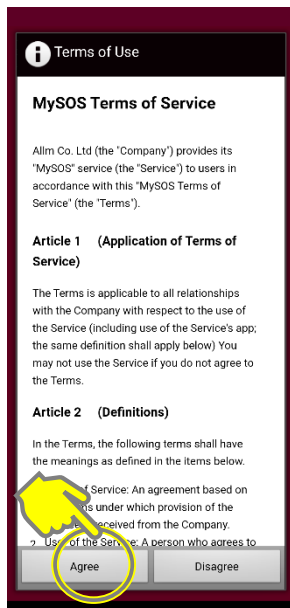 Terms of Use
MySOS Terms of Service
Allm Co. Ltd (the "Company") provides its
"MySOS" service (the "Service") to users in
accordance with this "MySOS Terms of
Service" (the "Terms").
Article 1 (Application of Terms of
Service)
The Terms is applicable to all relationships
with the Company with respect to the use of
the Service (including use of the Service's app;
the same definition shall apply below) You
may not use the Service if you do not agree to
the Terms.
Article 2 (Definitions)
In the Terms, the following terms shall have
the meanings as defined in the items below.
of Service: An agreement based on
under which provision of the
received from the Company.
2. User of the Service: A person who agrees to
Agree
Disagree